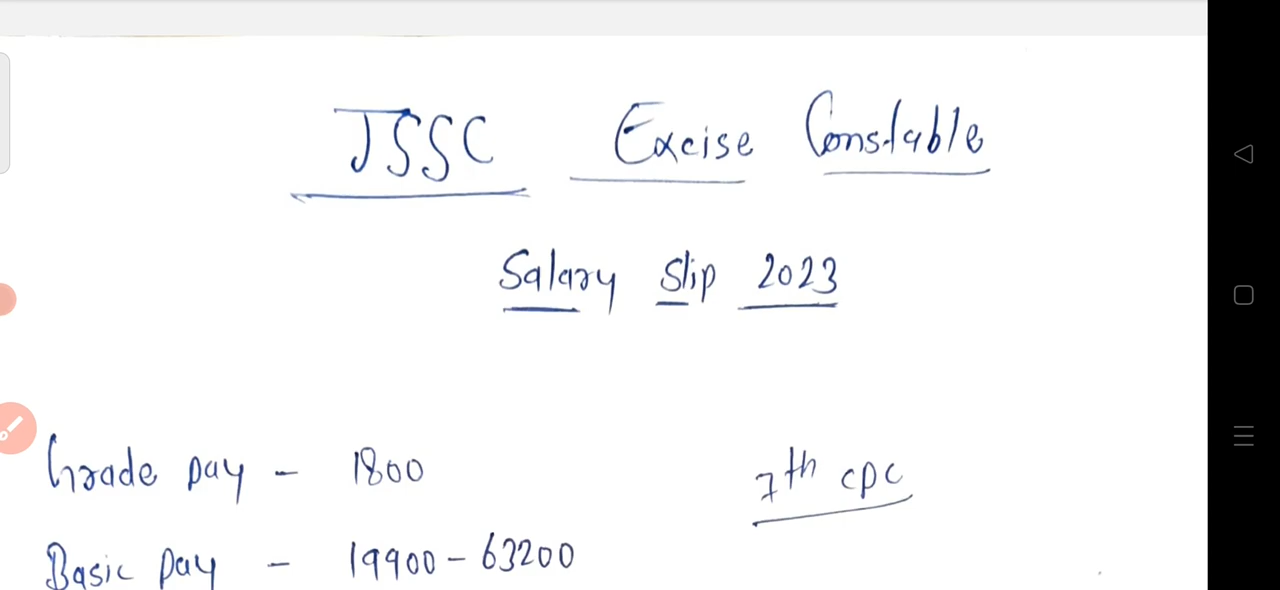 JSSC Excise Constable
Salary Slip 2023
Grade pay - 1800
7th cpc
Basic pay - 19900 - 63200